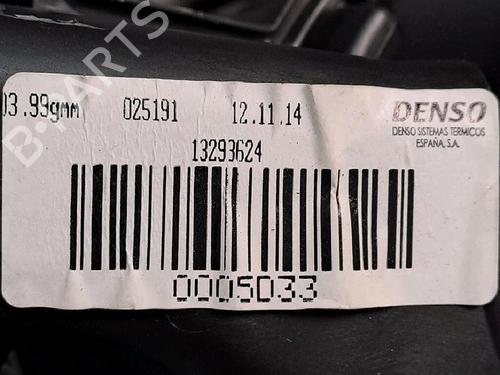 03.99gmm 025191 12.11.14
DENSO
DENSO SISTEMAS TERMICOS
ESPAÑA, S.A.
13293624
0005033
B-PARTS